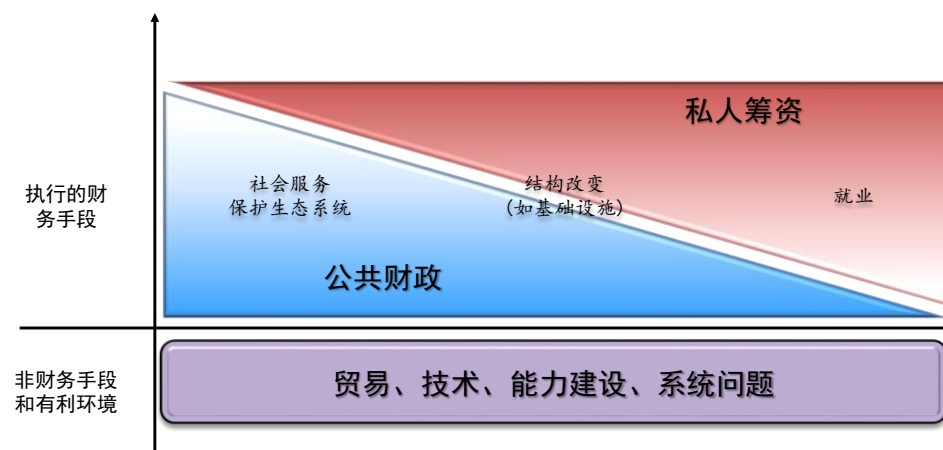 私人筹资
执行的财
务手段
社会服务
保护生态系统
结构改变
(如基础设施)
就业
公共财政
非财务手段
和有利环境
贸易、技术、能力建设、系统问题